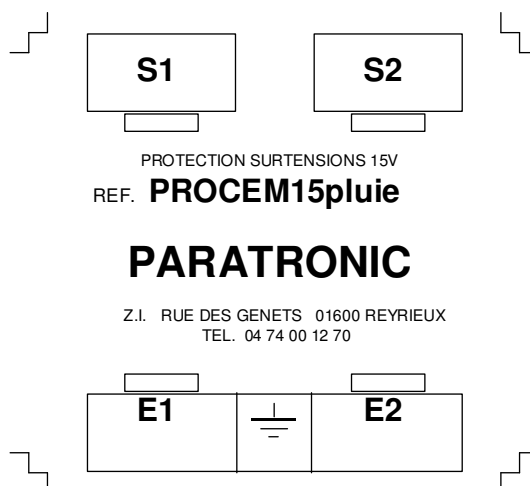 S1 S2
PROTECTION SURTENSIONS 15V
REF. PROCEM15pluie
PARATRONIC
Z.I. RUE DES GENETS 01600 REYRIEUX
TEL. 04 74 00 12 70
E1 E2